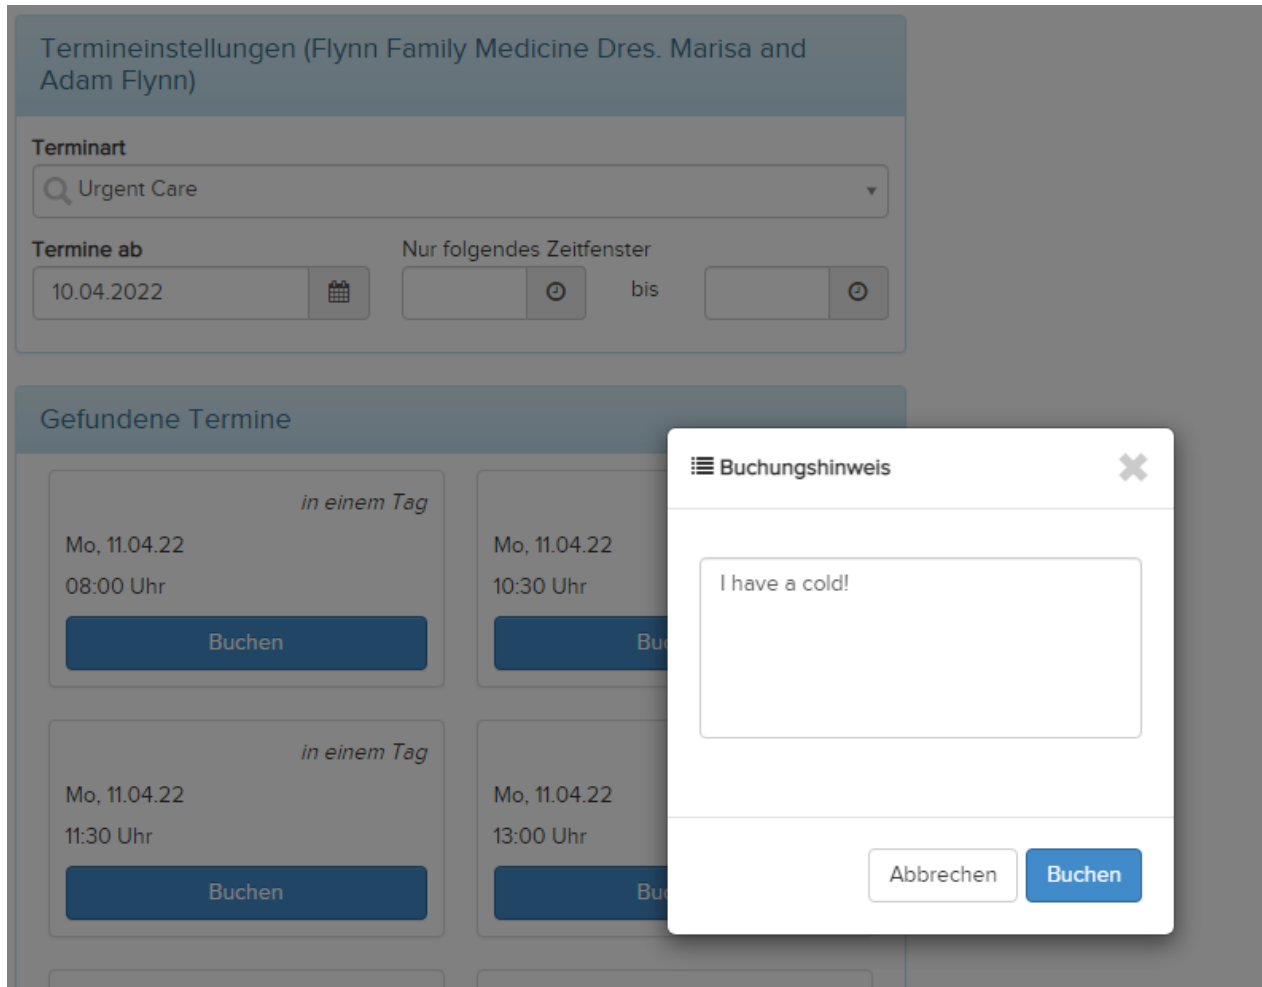 Termineinstellungen (Flynn Family Medicine Dres. Marisa and
Adam Flynn)
Terminart
Urgent Care
Termine ab
Nur folgendes Zeitfenster
10.04.2022
bis
Gefundene Termine
in einem Tag
Mo, 11.04.22
08:00 Uhr
Buchen
Mo, 11.04.22
10:30 Uhr
in einem Tag
Mo, 11.04.22
11:30 Uhr
Buchen
Mo, 11.04.22
13:00 Uhr
Buchungshinweis
I have a cold!
Abbrechen
Buchen